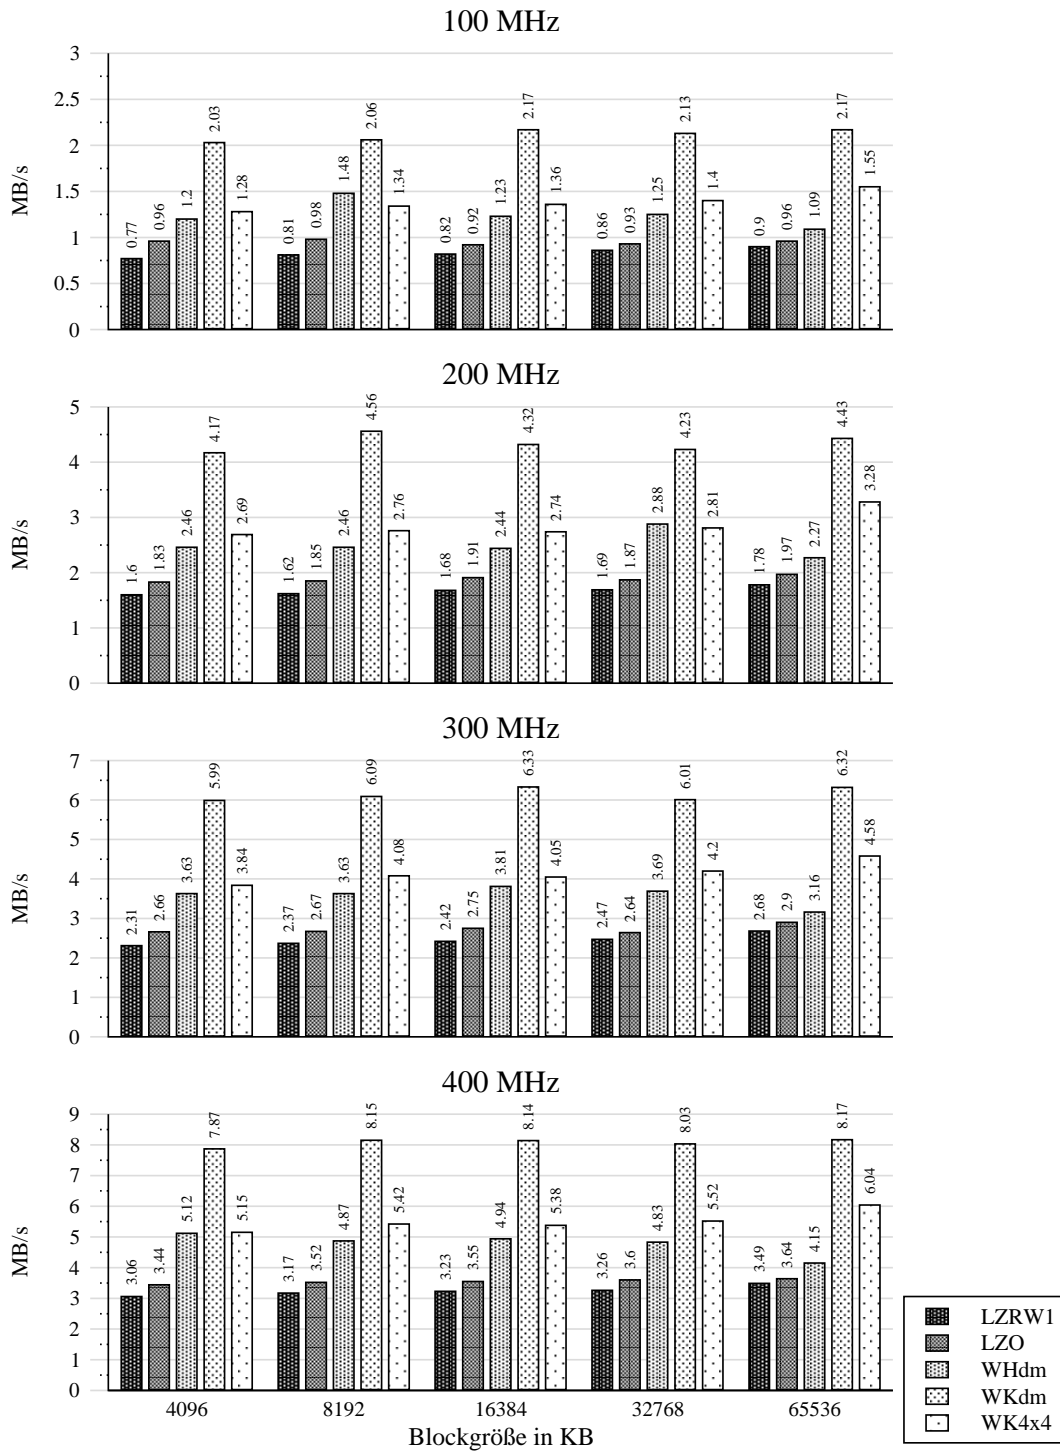 100 MHz
3
2.5
2
1.5
1
0.5
0
MB/s
0.77 0.96 1.2 2.03 1.28
0.81 0.98 1.48 2.06 1.34
0.82 0.92 1.23 2.17 1.36
0.86 0.93 1.25 2.13 1.4
0.9 0.96 1.09 2.17 1.55
200 MHz
5
4
3
2
1
0
MB/s
1.6 1.83 2.46 4.17 2.69
1.62 1.85 2.46 4.56 2.76
1.68 1.91 2.44 4.32 2.74
1.69 1.87 2.88 4.23 2.81
1.78 1.97 2.27 4.43 3.28
300 MHz
7
6
5
4
3
2
1
0
MB/s
2.31 2.66 3.63 5.99 3.84
2.37 2.67 3.63 6.09 4.08
2.42 2.75 3.81 6.33 4.05
2.47 2.64 3.69 6.01 4.2
2.68 2.9 3.16 6.32 4.58
400 MHz
9
8
7
6
5
4
3
2
1
0
MB/s
3.06 3.44 5.12 7.87 5.15
3.17 3.52 4.87 8.15 5.42
3.23 3.55 4.94 8.14 5.38
3.26 3.6 4.83 8.03 5.52
3.49 3.64 4.15 8.17 6.04
4096 8192 16384 32768 65536
Blockgröße in KB
LZRW1
LZO
WHdm
WKdm
WK4x4